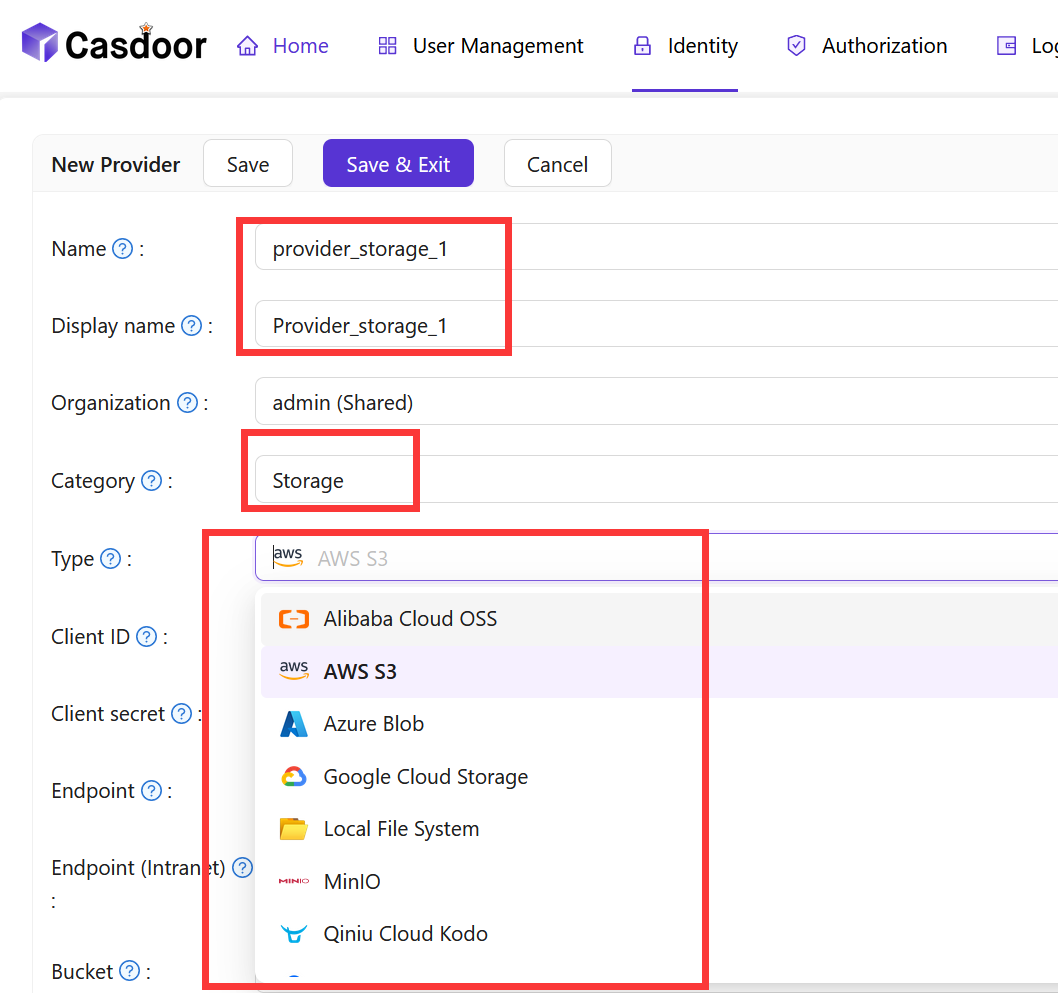 Casdoor Home User Management Identity Authorization Log
New Provider Save Save & Exit Cancel
Name ? : provider_storage_1
Display name ? : Provider_storage_1
Organization ? : admin (Shared)
Category ? : Storage
Type ? : aws AWS S3
Alibaba Cloud OSS
Client ID ? :
aws AWS S3
Client secret ? :
Azure Blob
Endpoint ? :
Google Cloud Storage
Local File System
Endpoint (Intranet) ?
:
MINIO MinIO
Qiniu Cloud Kodo
Bucket ? :